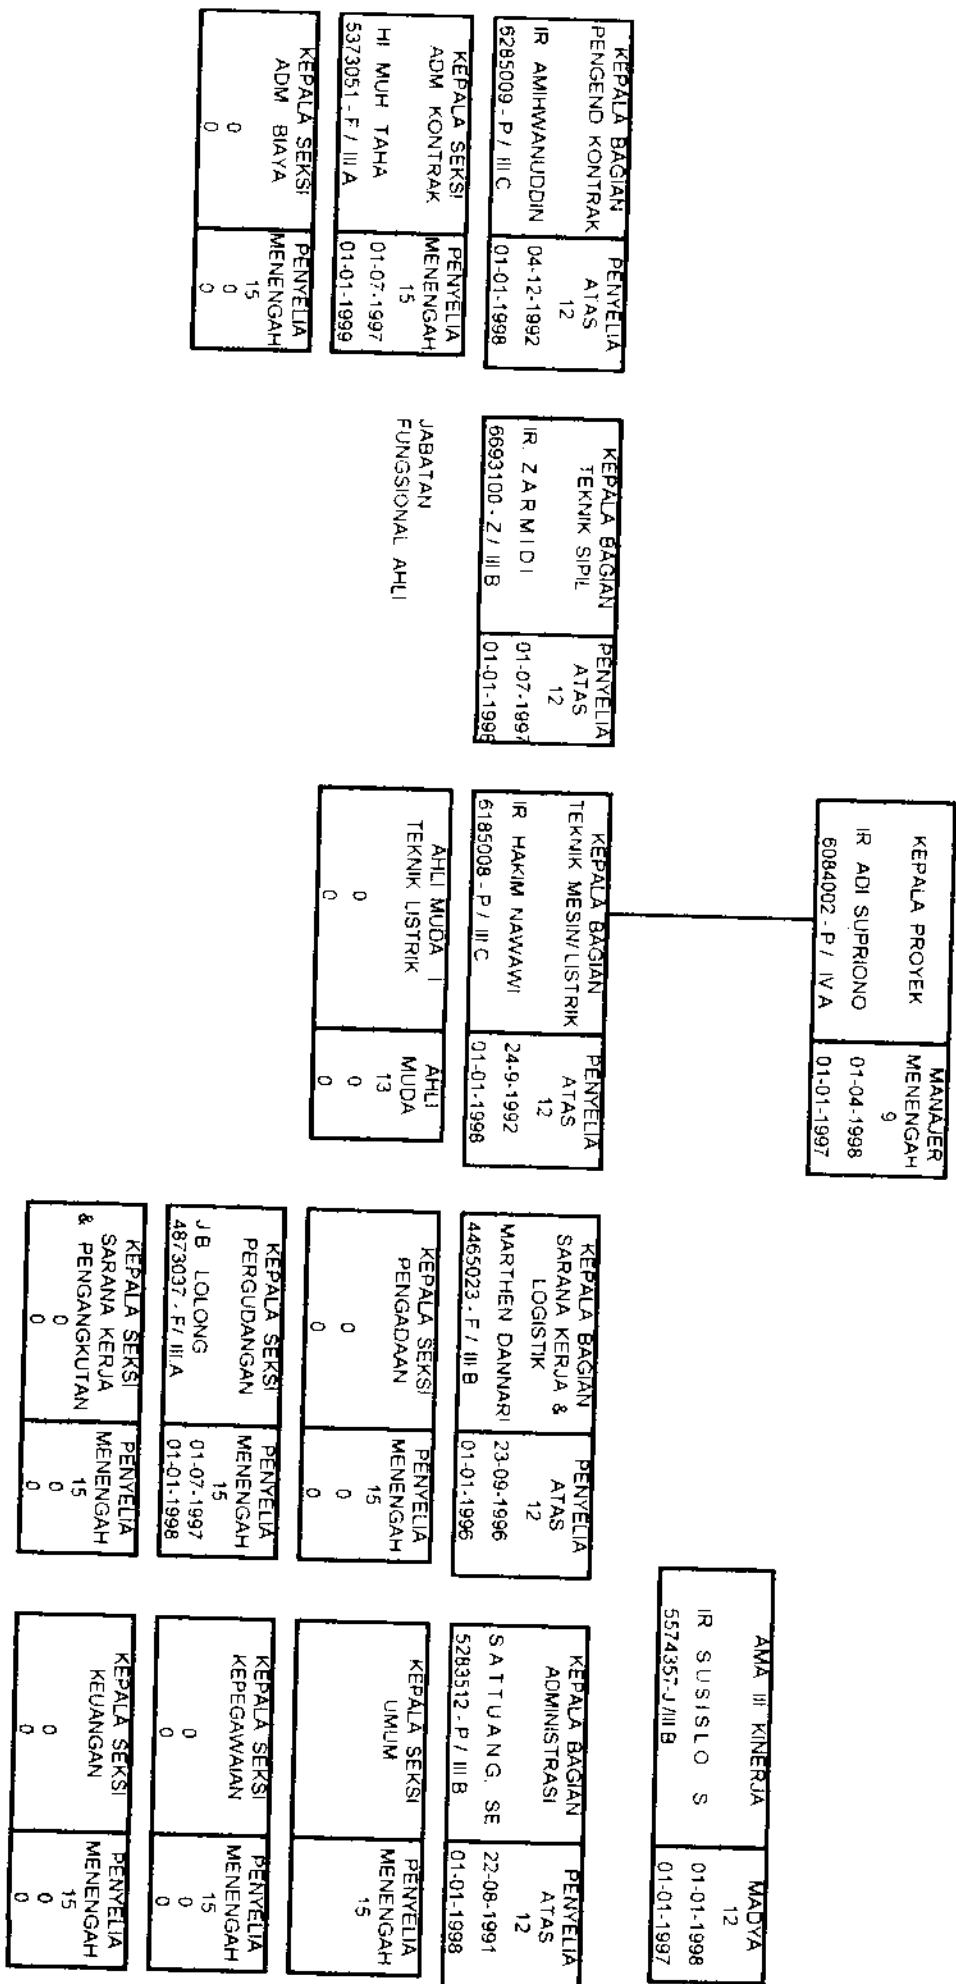 KEPALA PROYEK
IR ADI SUPRIONO
6084002 - P / IV A
MANAJER
MENENGAH
9
01-04-1998
01-01-1997
AMA III KINERJA
IR SUSISLO S
5574357-J /III B
MADYA
12
01-01-1998
01-01-1997
KEPALA BAGIAN
PENGEND KONTRAK
IR AMIHWANUDDIN
6285009 - P / III C
PENYELIA
ATAS
12
04-12-1992
01-01-1998
KEPALA SEKSI
ADM KONTRAK
HI MUH TAHA
5373051 - F / III A
PENYELIA
MENENGAH
15
01-07-1997
01-01-1999
KEPALA SEKSI
ADM BIAYA
0
0
PENYELIA
MENENGAH
15
0
0
KEPALA BAGIAN
TEKNIK SIPIL
IR. Z A R M I D I
6693100 - Z / III B
PENYELIA
ATAS
12
01-07-1997
01-01-1996
JABATAN
FUNGSIONAL AHLI
KEPALA BAGIAN
TEKNIK MESIN/ LISTRIK
IR HAKIM NAWAWI
6185008 - P / III C
PENYELIA
ATAS
12
24-9-1992
01-01-1998
AHLI MUDA I
TEKNIK LISTRIK
0
0
AHLI
MUDA
13
0
0
KEPALA BAGIAN
SARANA KERJA &
LOGISTIK
MARTHEN DANNARI
4465023 - F / III B
PENYELIA
ATAS
12
23-09-1996
01-01-1996
KEPALA SEKSI
PENGADAAN
0
0
PENYELIA
MENENGAH
15
0
0
KEPALA SEKSI
PERGUDANGAN
J B LOLONG
4873037 - F/ III.A
PENYELIA
MENENGAH
15
01-07-1997
01-01-1998
KEPALA SEKSI
SARANA KERJA
& PENGANGKUTAN
0
0
PENYELIA
MENENGAH
15
0
0
KEPALA BAGIAN
ADMINISTRASI
S A T T U A N G, SE
5283512 - P / III B
PENYELIA
ATAS
12
22-08-1991
01-01-1998
KEPALA SEKSI
UMUM
PENYELIA
MENENGAH
15
KEPALA SEKSI
KEPEGAWAIAN
0
0
PENYELIA
MENENGAH
15
0
0
KEPALA SEKSI
KEUANGAN
0
0
PENYELIA
MENENGAH
15
0
0